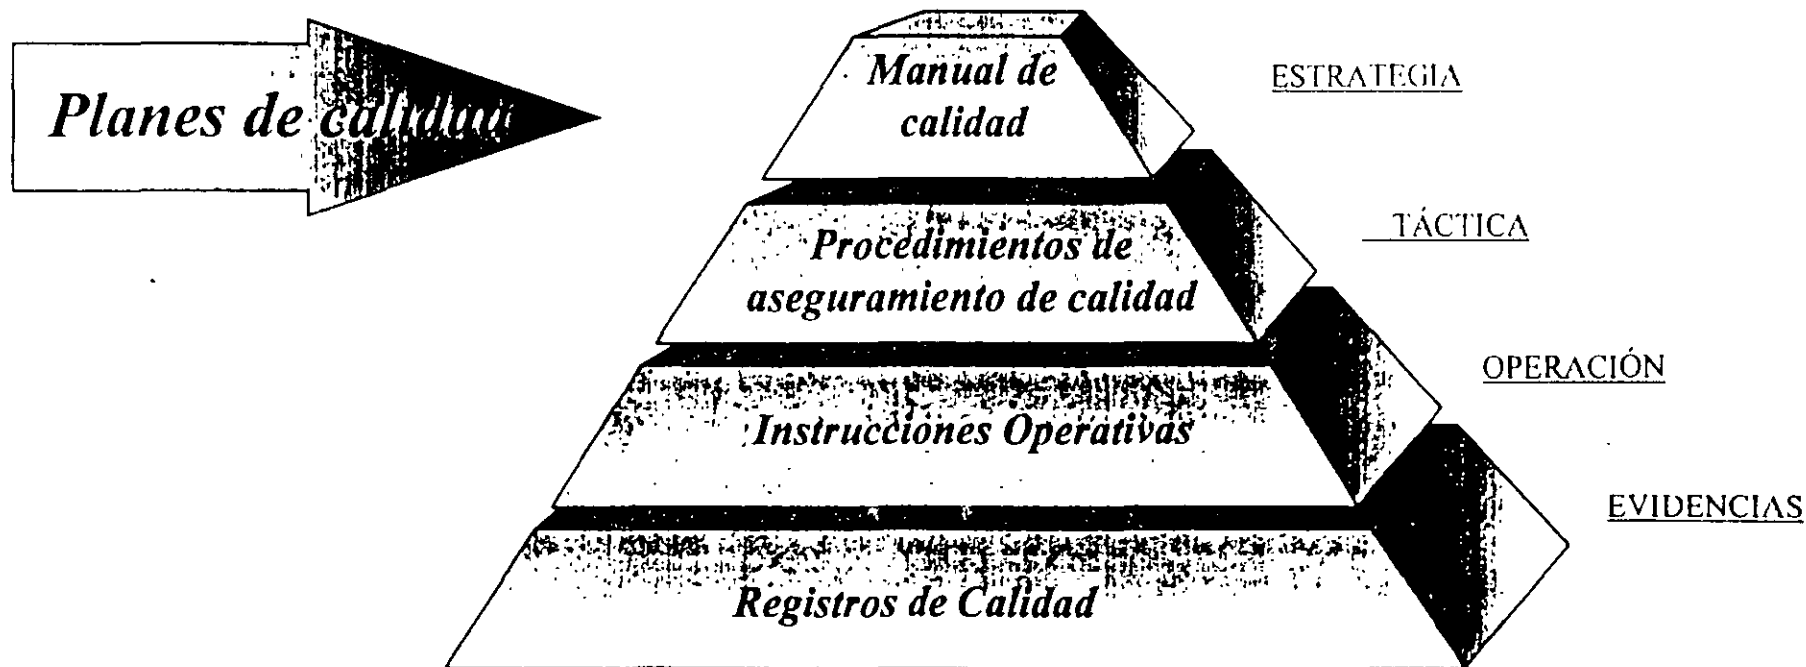 Planes de calidad
Manual de
calidad
ESTRATEGIA
Procedimientos de
aseguramiento de calidad
TÁCTICA
Instrucciones Operativas
OPERACIÓN
Registros de Calidad
EVIDENCIAS